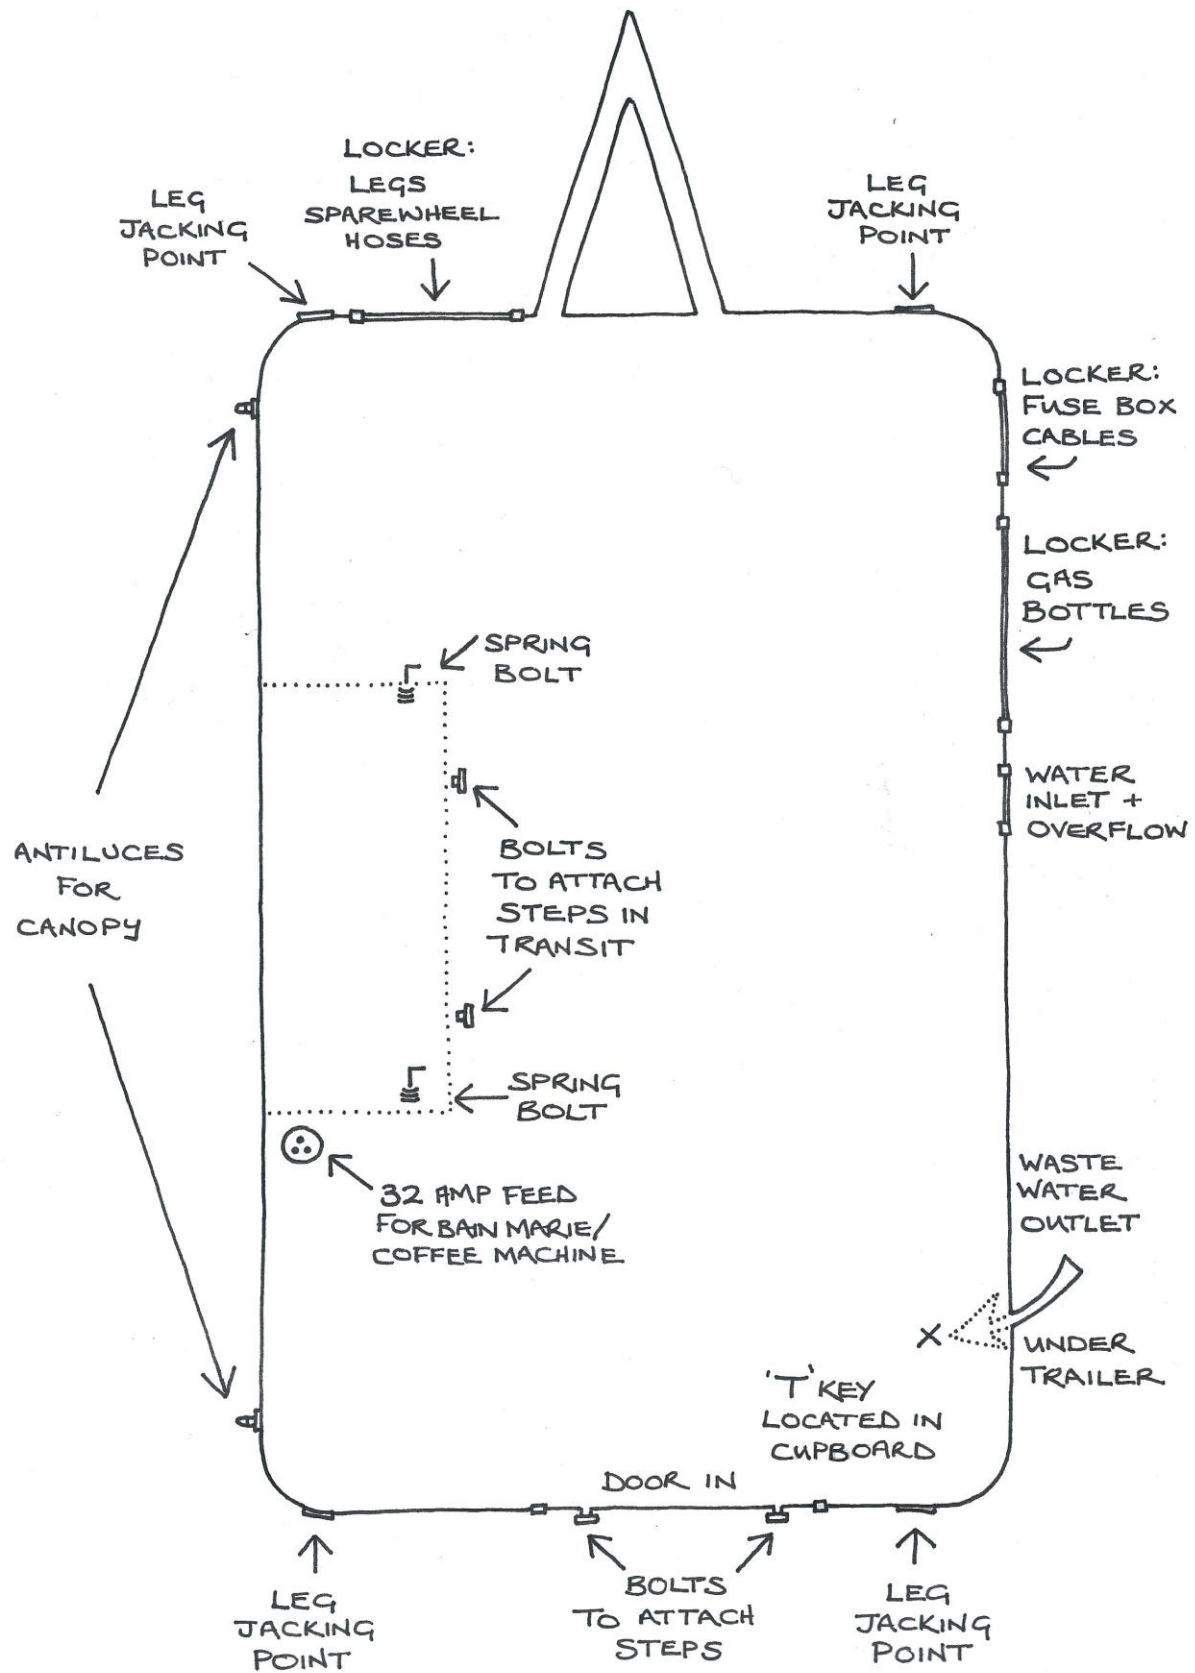 LOCKER:
LEGS
SPAREWHEEL
HOSES
LEG
JACKING
POINT
LEG
JACKING
POINT
LOCKER:
FUSE BOX
CABLES
LOCKER:
GAS
BOTTLES
SPRING
BOLT
WATER
INLET +
OVERFLOW
ANTILUCES
FOR
CANOPY
BOLTS
TO ATTACH
STEPS IN
TRANSIT
SPRING
BOLT
32 AMP FEED
FOR BAIN MARIE/
COFFEE MACHINE
WASTE
WATER
OUTLET
UNDER
TRAILER
'T' KEY
LOCATED IN
CUPBOARD
DOOR IN
LEG
JACKING
POINT
BOLTS
TO ATTACH
STEPS
LEG
JACKING
POINT